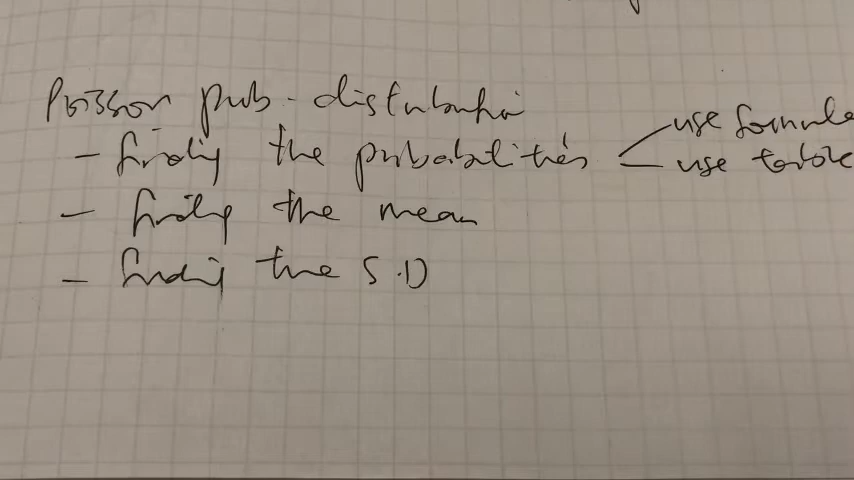 Poisson prob - distribution
- finding the probabilities < use formula
- use table
- finding the mean
- finding the S.D